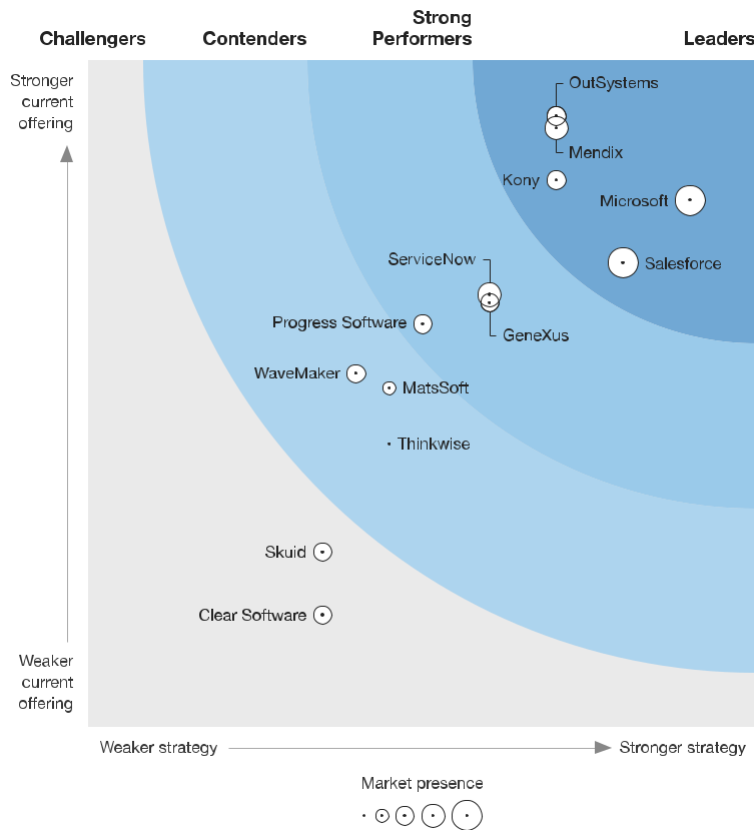 Challengers
Contenders
Strong
Performers
Leaders
Stronger
current
offering
OutSystems
Mendix
Kony
Microsoft
Salesforce
ServiceNow
GeneXus
Progress Software
WaveMaker
MatsSoft
Thinkwise
Skuid
Clear Software
Weaker
current
offering
Weaker strategy
Stronger strategy
Market presence